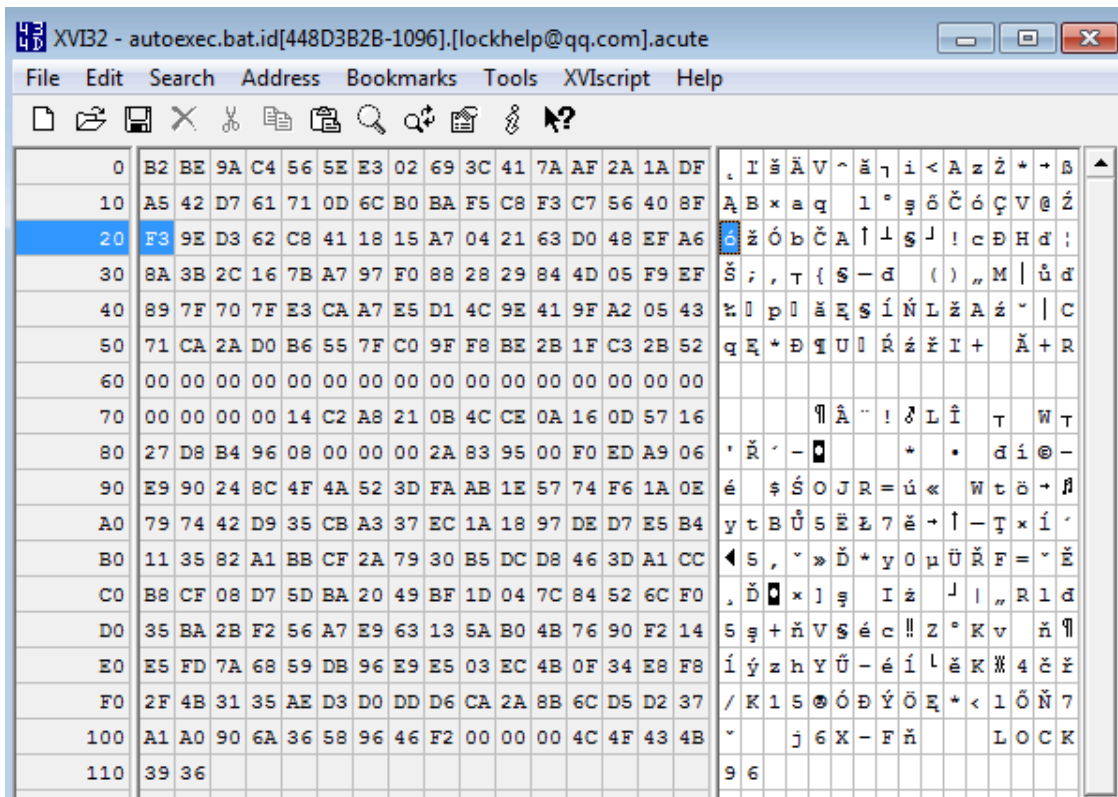 XVI32 - autoexec.bat.id[448D3B2B-1096].[lockhelp@qq.com].acute
File Edit Search Address Bookmarks Tools XVIscript Help
0 B2 BE 9A C4 56 5E E3 02 69 3C 41 7A AF 2A 1A DF ˛ Ľ š Ä V ^ ă ┐ i < A z Ż * → ß
10 A5 42 D7 61 71 0D 6C B0 BA F5 C8 F3 C7 56 40 8F Ą B × a q l ° ş ő Č ó Ç V @ Ź
20 F3 9E D3 62 C8 41 18 15 A7 04 21 63 D0 48 EF A6 ó ž Ó b Č A ↑ ┴ § ┘ ! c Đ H ď ¦
30 8A 3B 2C 16 7B A7 97 F0 88 28 29 84 4D 05 F9 EF Š ; , ┬ { § — đ ( ) „ M | ů ď
40 89 7F 70 7F E3 CA A7 E5 D1 4C 9E 41 9F A2 05 43 ‰ p ă Ę § ĺ Ń L ž A ź ˘ | C
50 71 CA 2A D0 B6 55 7F C0 9F F8 BE 2B 1F C3 2B 52 q Ę * Đ ¶ U Ŕ ź ř Ľ + Ă + R
60 00 00 00 00 00 00 00 00 00 00 00 00 00 00 00 00
70 00 00 00 00 14 C2 A8 21 0B 4C CE 0A 16 0D 57 16 ¶ Â ¨ ! ♂ L Î ┬ W ┬
80 27 D8 B4 96 08 00 00 00 2A 83 95 00 F0 ED A9 06 ' Ř ´ – ◘ * • đ í © –
90 E9 90 24 8C 4F 4A 52 3D FA AB 1E 57 74 F6 1A 0E é $ Ś O J R = ú « W t ö → ♫
A0 79 74 42 D9 35 CB A3 37 EC 1A 18 97 DE D7 E5 B4 y t B Ů 5 Ë Ł 7 ě → ↑ — Ţ × ĺ ´
B0 11 35 82 A1 BB CF 2A 79 30 B5 DC D8 46 3D A1 CC ◄ 5 ‚ ˇ » Ď * y 0 µ Ü Ř F = ˇ Ě
C0 B8 CF 08 D7 5D BA 20 49 BF 1D 04 7C 84 52 6C F0 ¸ Ď ◘ × ] ş I ż ┘ | „ R l đ
D0 35 BA 2B F2 56 A7 E9 63 13 5A B0 4B 76 90 F2 14 5 ş + ň V § é c ‼ Z ° K v ň ¶
E0 E5 FD 7A 68 59 DB 96 E9 E5 03 EC 4B 0F 34 E8 F8 ĺ ý z h Y Ű – é ĺ └ ě K ¤ 4 č ř
F0 2F 4B 31 35 AE D3 D0 DD D6 CA 2A 8B 6C D5 D2 37 / K 1 5 ® Ó Đ Ý Ö Ę * ‹ l Ő Ň 7
100 A1 A0 90 6A 36 58 96 46 F2 00 00 00 4C 4F 43 4B ˇ j 6 X – F ň L O C K
110 39 36 9 6